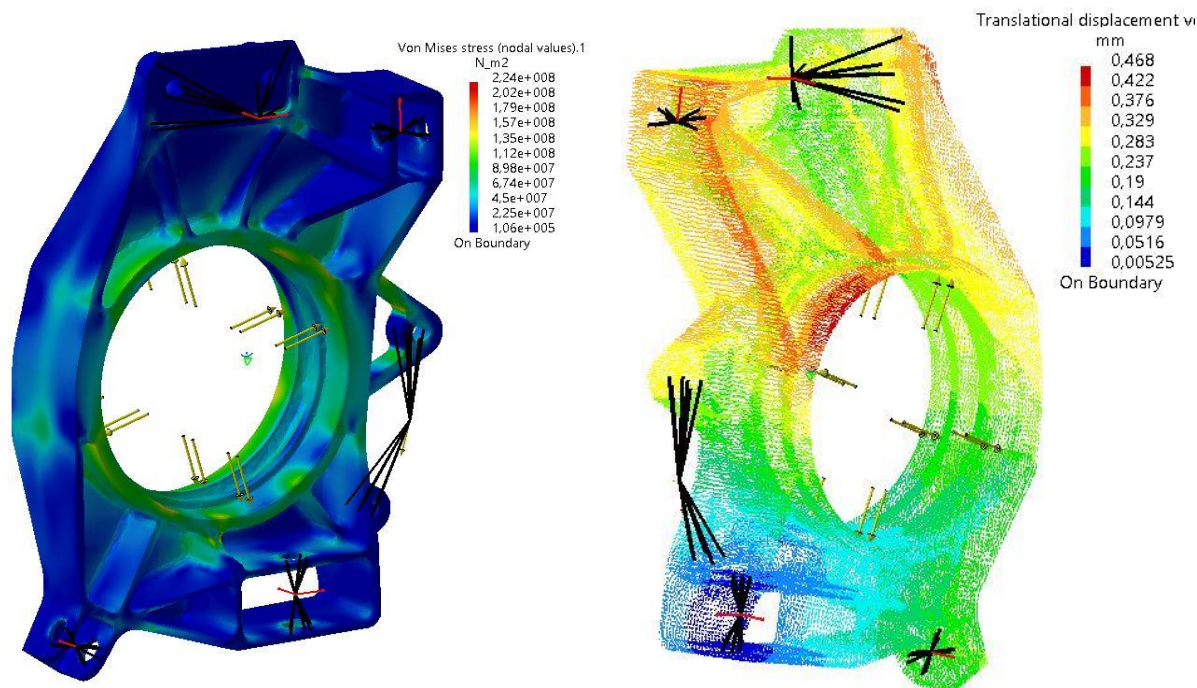 Von Mises stress (nodal values).1
N_m2
2,24e+008
2,02e+008
1,79e+008
1,57e+008
1,35e+008
1,12e+008
8,98e+007
6,74e+007
4,5e+007
2,25e+007
1,06e+005
On Boundary
Translational displacement ve
mm
0,468
0,422
0,376
0,329
0,283
0,237
0,19
0,144
0,0979
0,0516
0,00525
On Boundary